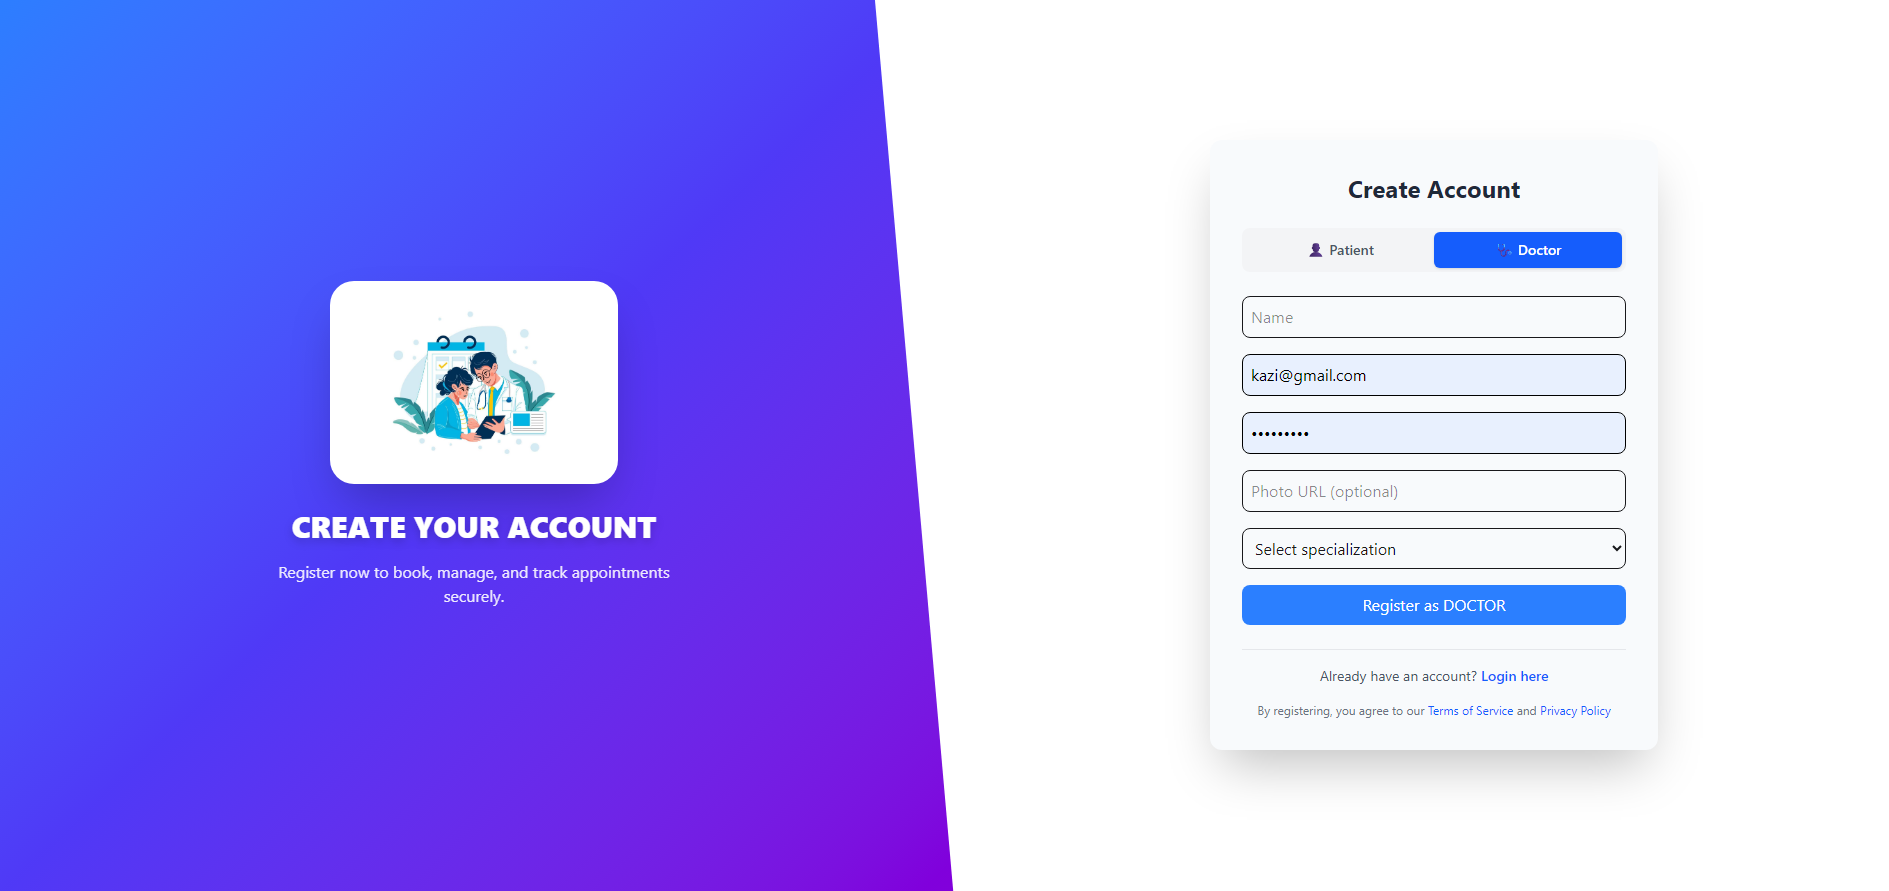 CREATE YOUR ACCOUNT
Register now to book, manage, and track appointments
securely.
Create Account
Patient
Doctor
Name
kazi@gmail.com
•••••••••
Photo URL (optional)
Select specialization
Register as DOCTOR
Already have an account? Login here
By registering, you agree to our Terms of Service and Privacy Policy